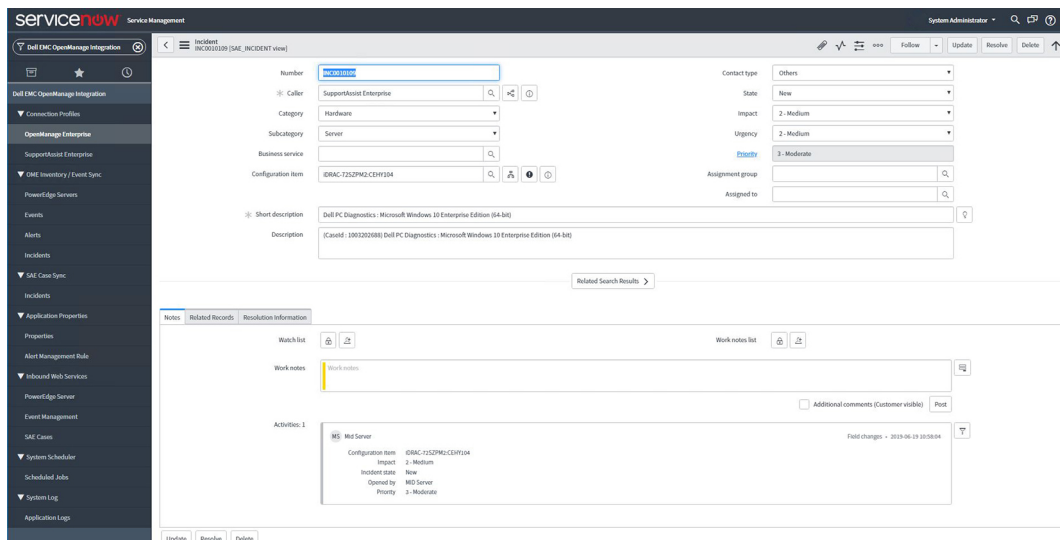 servicenow Service Management
System Administrator
Dell EMC OpenManage Integration
Incident
INC0010109 [SAE_INCIDENT view]
Follow
Update
Resolve
Delete
Dell EMC OpenManage Integration
Connection Profiles
OpenManage Enterprise
SupportAssist Enterprise
OME Inventory / Event Sync
PowerEdge Servers
Events
Alerts
Incidents
SAE Case Sync
Incidents
Application Properties
Properties
Alert Management Rule
Inbound Web Services
PowerEdge Server
Event Management
SAE Cases
System Scheduler
Scheduled Jobs
System Log
Application Logs
Number INC0010109
Caller SupportAssist Enterprise
Category Hardware
Subcategory Server
Business service
Configuration item iDRAC-72SZPM2:CEHY104
Contact type Others
State New
Impact 2 - Medium
Urgency 2 - Medium
Priority 3 - Moderate
Assignment group
Assigned to
Short description Dell PC Diagnostics : Microsoft Windows 10 Enterprise Edition (64-bit)
Description (CaseId : 1003202688) Dell PC Diagnostics : Microsoft Windows 10 Enterprise Edition (64-bit)
Related Search Results
Notes
Related Records
Resolution Information
Watch list
Work notes list
Work notes Work notes
Additional comments (Customer visible)
Post
Activities: 1
MS Mid Server
Field changes • 2019-06-19 10:58:04
Configuration item iDRAC-72SZPM2:CEHY104
Impact 2 - Medium
Incident state New
Opened by MID Server
Priority 3 - Moderate
Update
Resolve
Delete